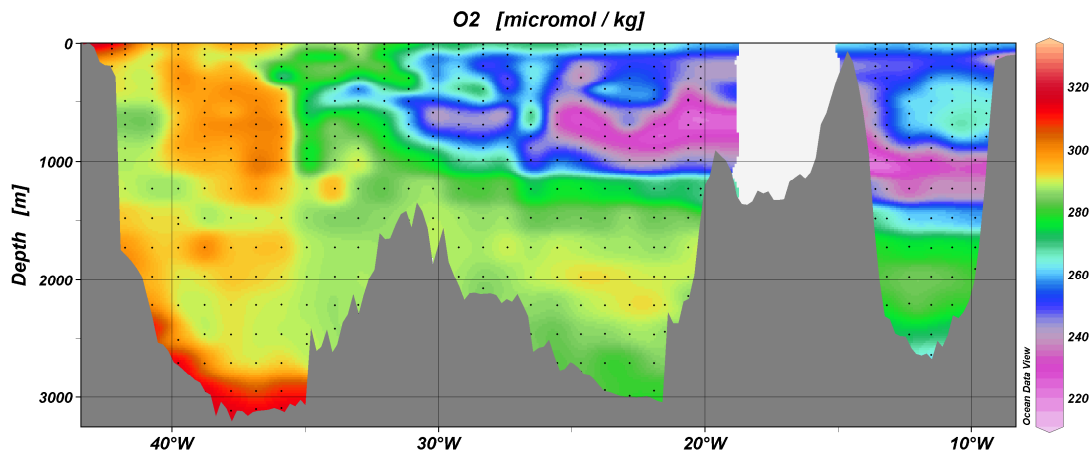 O2 [micromol / kg]
0
1000
2000
3000
Depth [m]
40°W
30°W
20°W
10°W
320
300
280
260
240
220
Ocean Data View